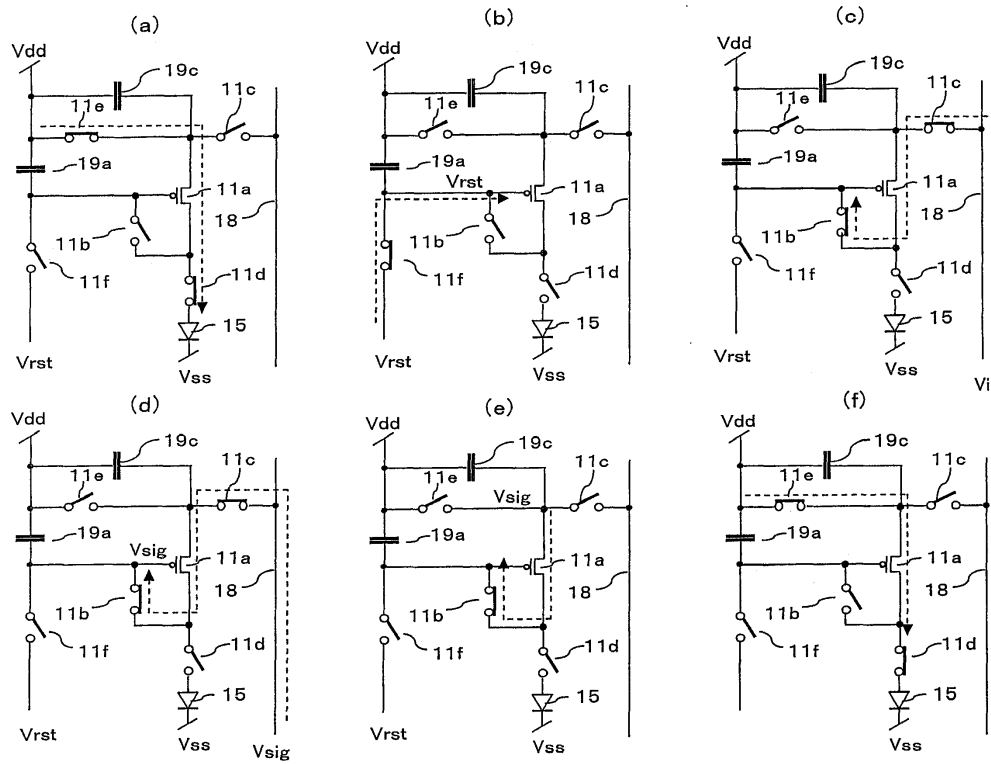 (a)
Vdd
19c
11c
11e
19a
11a
18
11b
11d
11f
15
Vrst
Vss
(b)
Vdd
19c
11c
11e
19a
Vrst
11a
18
11b
11d
11f
15
Vrst
Vss
(c)
Vdd
19c
11c
11e
19a
11a
18
11b
11d
11f
15
Vrst
Vss
Vi
(d)
Vdd
19c
11c
11e
19a
Vsig
11a
18
11b
11d
11f
15
Vrst
Vss
Vsig
(e)
Vdd
19c
11c
11e
Vsig
19a
11a
18
11b
11d
11f
15
Vrst
Vss
(f)
Vdd
19c
11c
11e
19a
11a
18
11b
11d
11f
15
Vrst
Vss